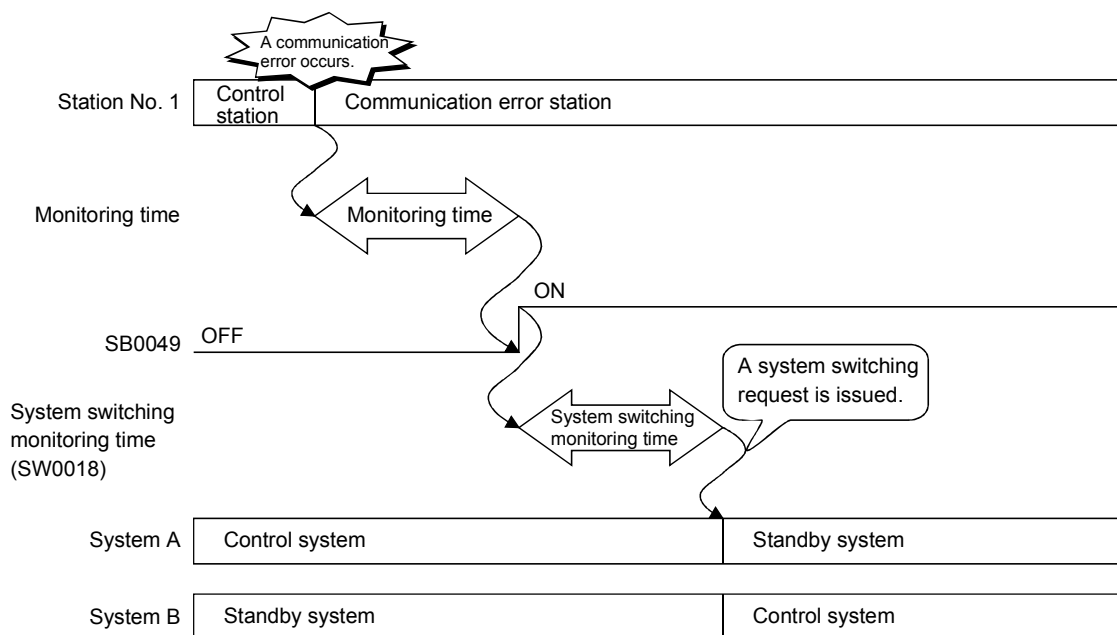 A communication
error occurs.
Station No. 1
Control
station
Communication error station
Monitoring time
Monitoring time
ON
SB0049
OFF
A system switching
request is issued.
System switching
monitoring time
(SW0018)
System switching
monitoring time
System A
Control system
Standby system
System B
Standby system
Control system